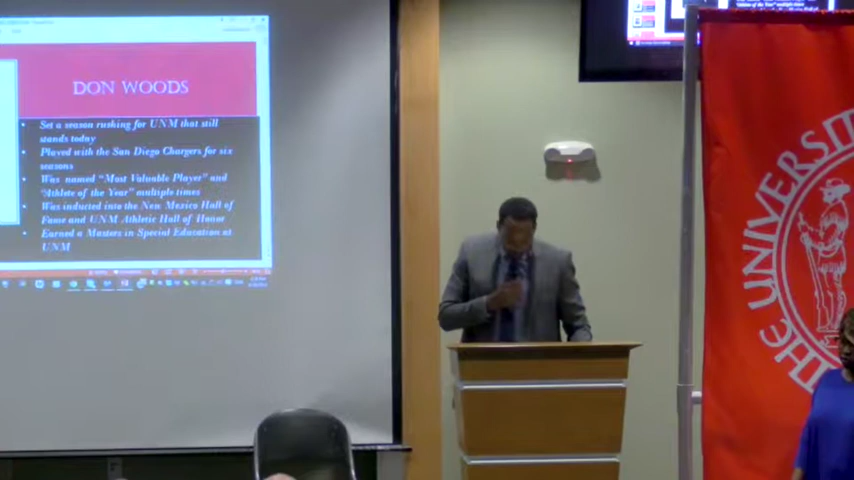 DON WOODS
Set a season rushing for UNM that still
stands today
Played with the San Diego Chargers for six
seasons
Was named "Most Valuable Player" and
"Athlete of the Year" multiple times
Was inducted into the New Mexico Hall of
Fame and UNM Athletic Hall of Honor
Earned a Masters in Special Education at
UNM
THE UNIVERSIT